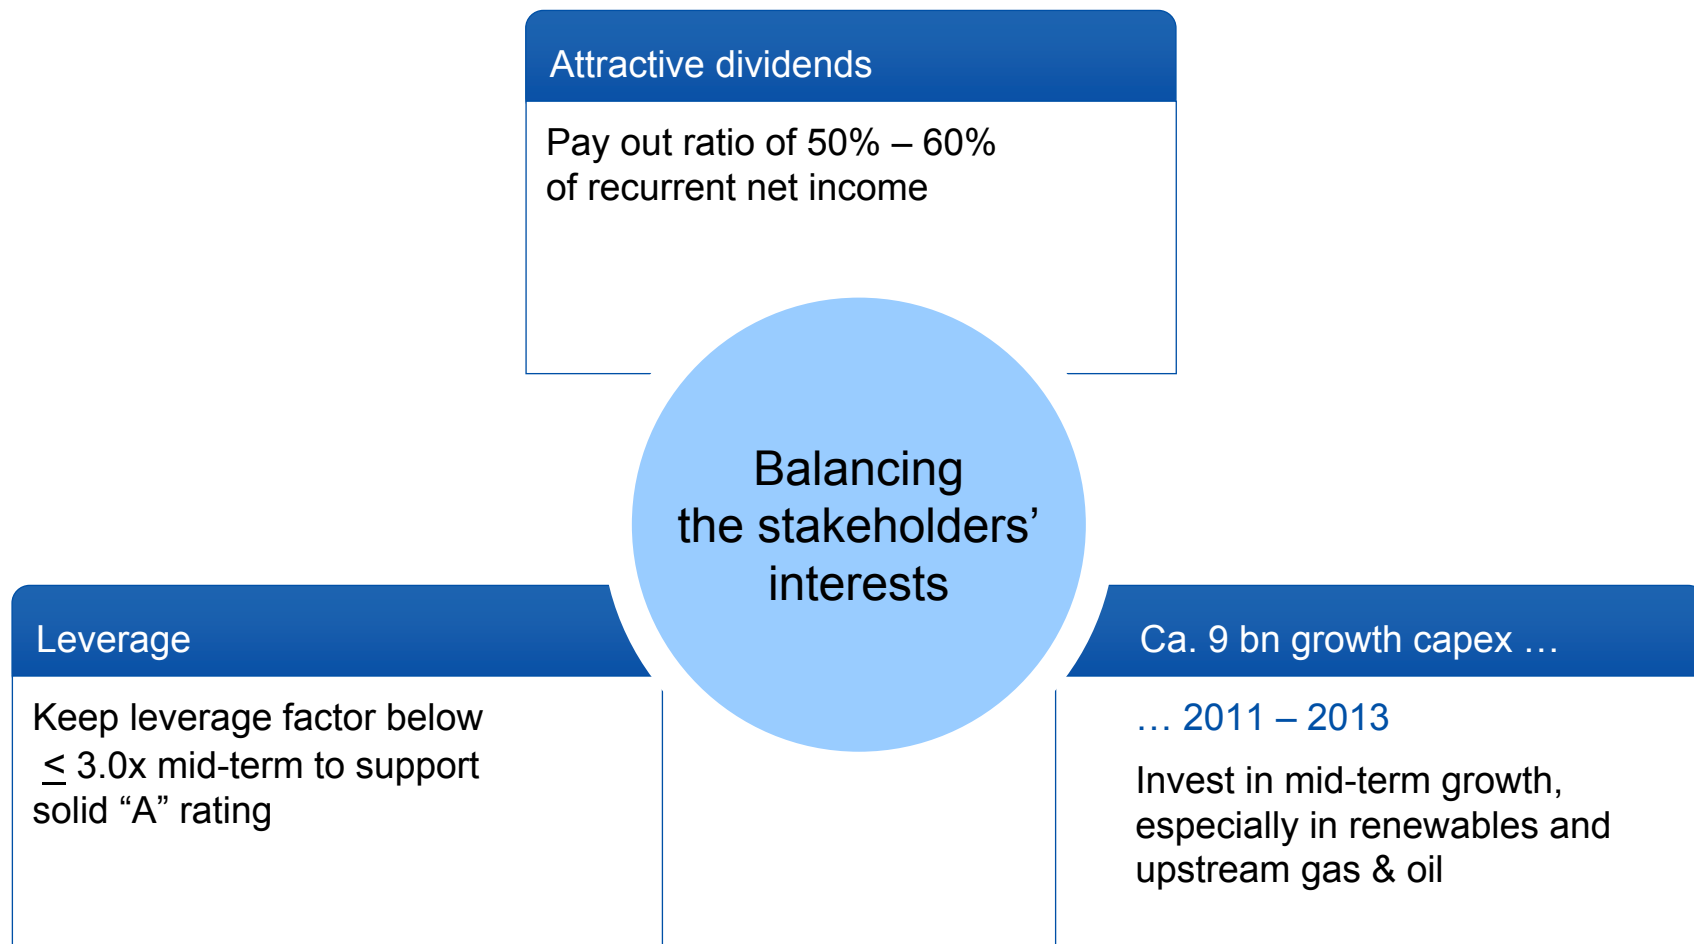 Attractive dividends
Pay out ratio of 50% – 60%
of recurrent net income
Balancing
the stakeholders’
interests
Leverage
Keep leverage factor below
≤ 3.0x mid-term to support
solid “A” rating
Ca. 9 bn growth capex …
… 2011 – 2013
Invest in mid-term growth,
especially in renewables and
upstream gas & oil